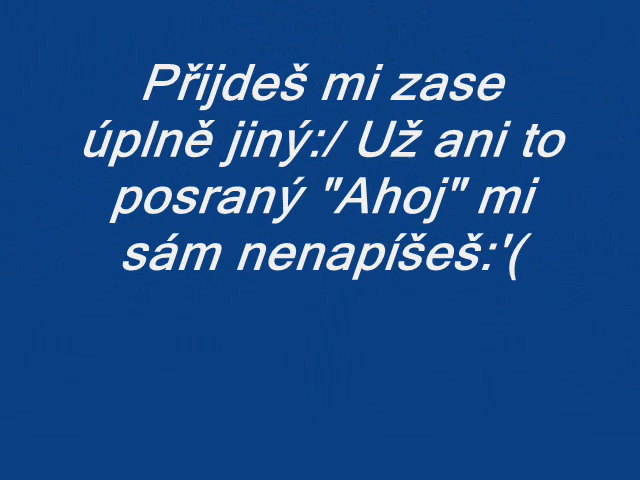 Přijdeš mi zase
úplně jiný:/ Už ani to
posraný "Ahoj" mi
sám nenapíšeš:'(